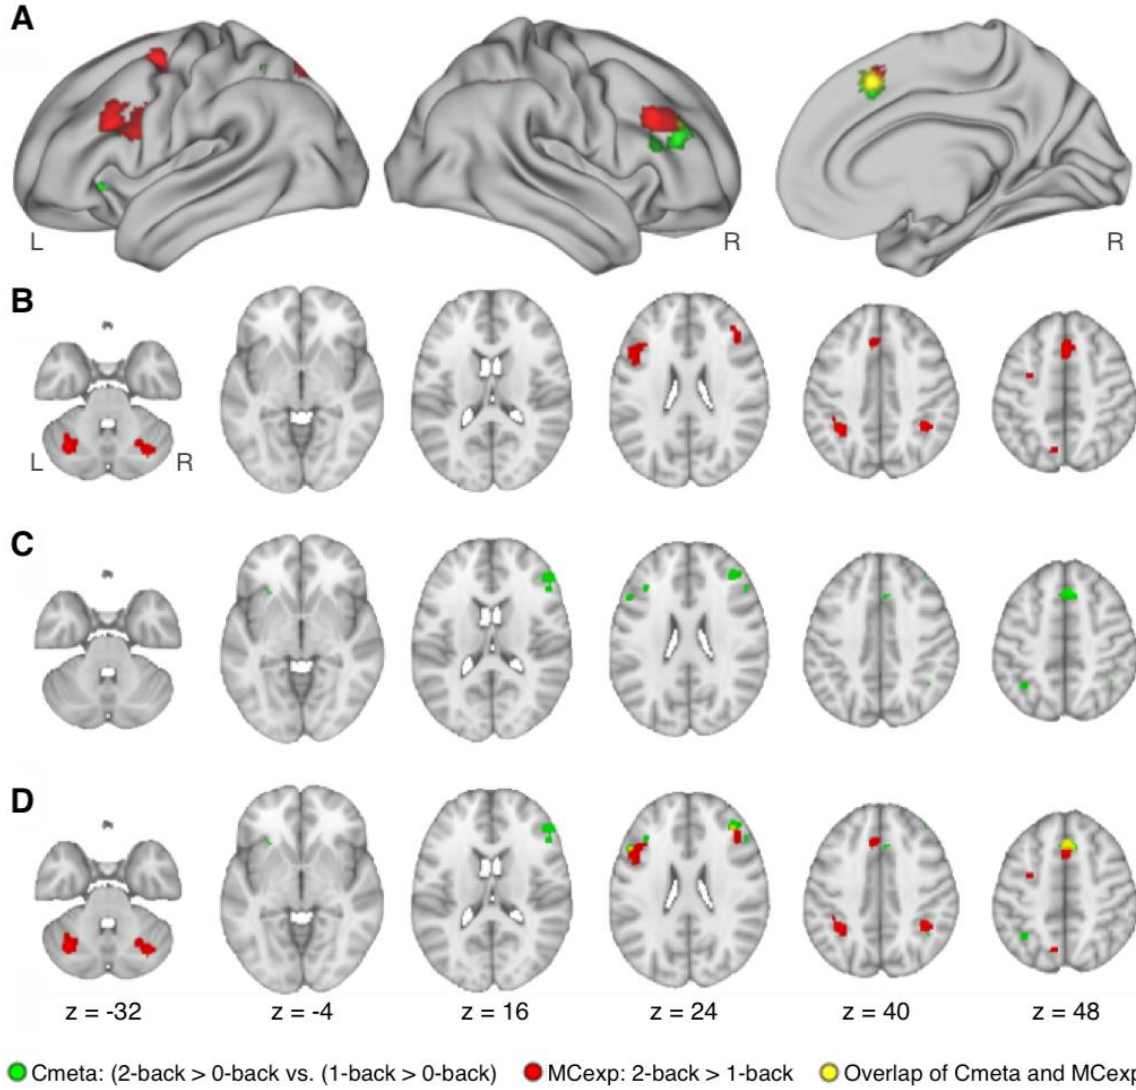 A
L
R
R
B
L
R
C
D
z = -32
z = -4
z = 16
z = 24
z = 40
z = 48
Cmeta: (2-back > 0-back vs. (1-back > 0-back)
MCexp: 2-back > 1-back
Overlap of Cmeta and MCexp